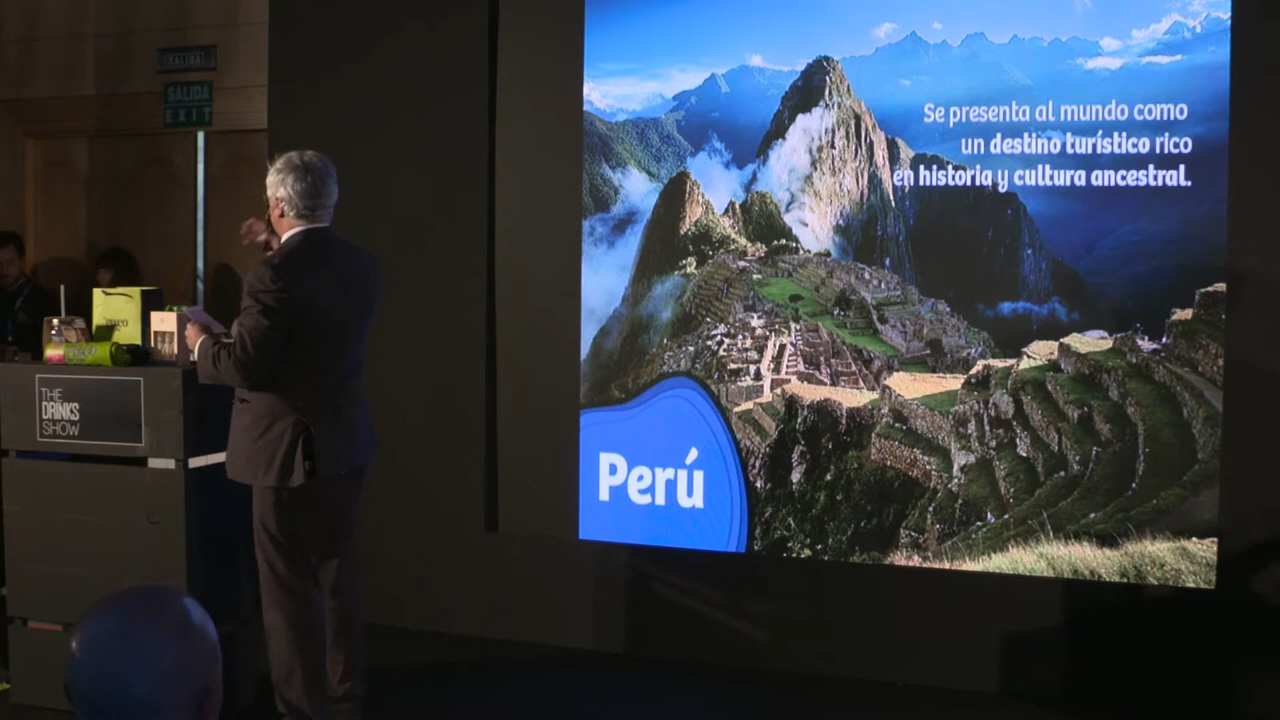 SALIDA
SALIDA
EXIT
THE
DRINKS
SHOW
Se presenta al mundo como
un destino turístico rico
en historia y cultura ancestral.
Perú